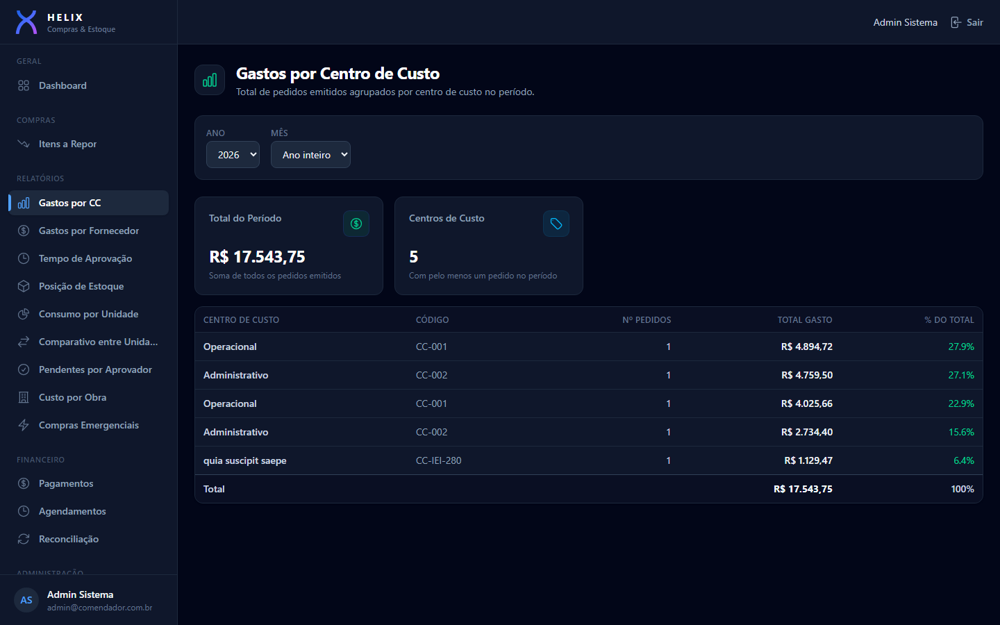 HELIX
Compras & Estoque
Admin Sistema
Sair
GERAL
Dashboard
COMPRAS
Itens a Repor
RELATÓRIOS
Gastos por CC
Gastos por Fornecedor
Tempo de Aprovação
Posição de Estoque
Consumo por Unidade
Comparativo entre Unida...
Pendentes por Aprovador
Custo por Obra
Compras Emergenciais
FINANCEIRO
Pagamentos
Agendamentos
Reconciliação
ADMINISTRAÇÃO
AS
Admin Sistema
admin@comendador.com.br
Gastos por Centro de Custo
Total de pedidos emitidos agrupados por centro de custo no período.
ANO MÊS
2026 Ano inteiro
Total do Período
R$ 17.543,75
Soma de todos os pedidos emitidos
Centros de Custo
5
Com pelo menos um pedido no período
CENTRO DE CUSTO CÓDIGO Nº PEDIDOS TOTAL GASTO % DO TOTAL
Operacional CC-001 1 R$ 4.894,72 27.9%
Administrativo CC-002 1 R$ 4.759,50 27.1%
Operacional CC-001 1 R$ 4.025,66 22.9%
Administrativo CC-002 1 R$ 2.734,40 15.6%
quia suscipit saepe CC-IEI-280 1 R$ 1.129,47 6.4%
Total R$ 17.543,75 100%